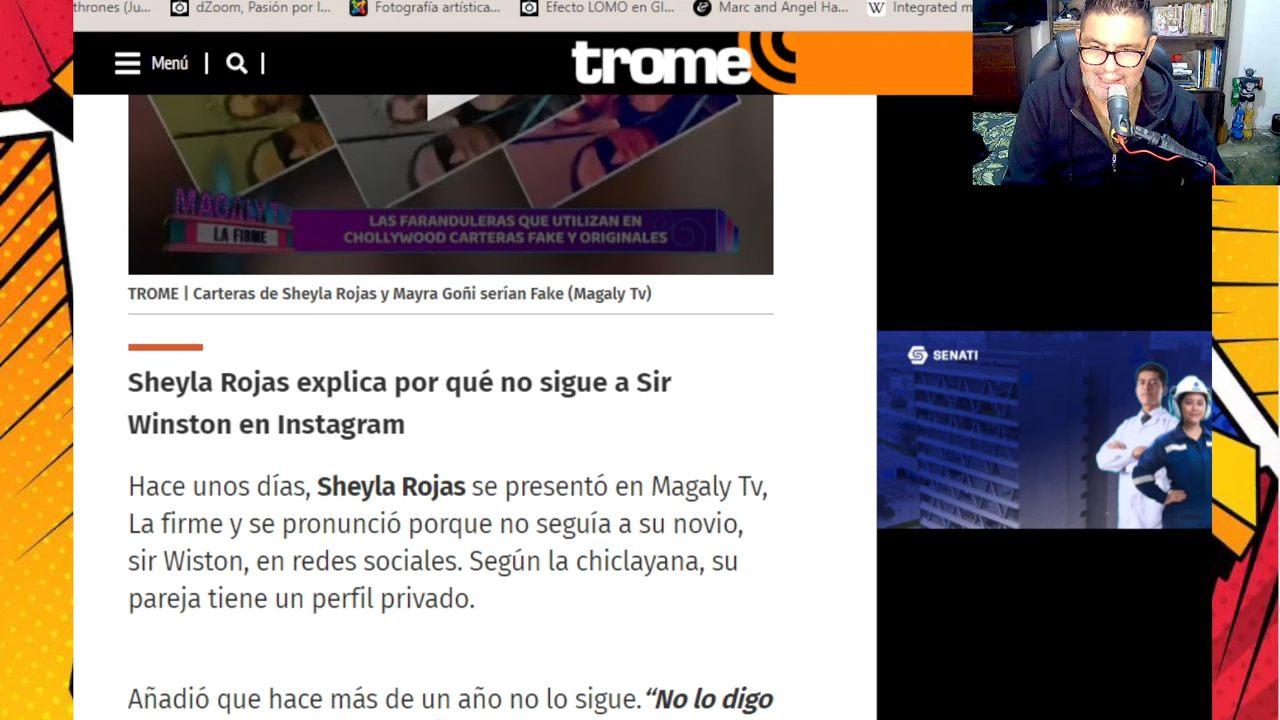 thrones (Ju...
dZoom, Pasión por l...
Fotografía artística...
Efecto LOMO en GI...
Marc and Angel Ha...
W
Integrated m
Menú
trome
MAGALY TV
LA FIRME
LAS FARANDULERAS QUE UTILIZAN EN
CHOLLYWOOD CARTERAS FAKE Y ORIGINALES
TROME | Carteras de Sheyla Rojas y Mayra Goñi serían Fake (Magaly Tv)
Sheyla Rojas explica por qué no sigue a Sir
Winston en Instagram
Hace unos días, Sheyla Rojas se presentó en Magaly Tv,
La firme y se pronunció porque no seguía a su novio,
sir Wiston, en redes sociales. Según la chiclayana, su
pareja tiene un perfil privado.
Añadió que hace más de un año no lo sigue. “No lo digo
SENATI